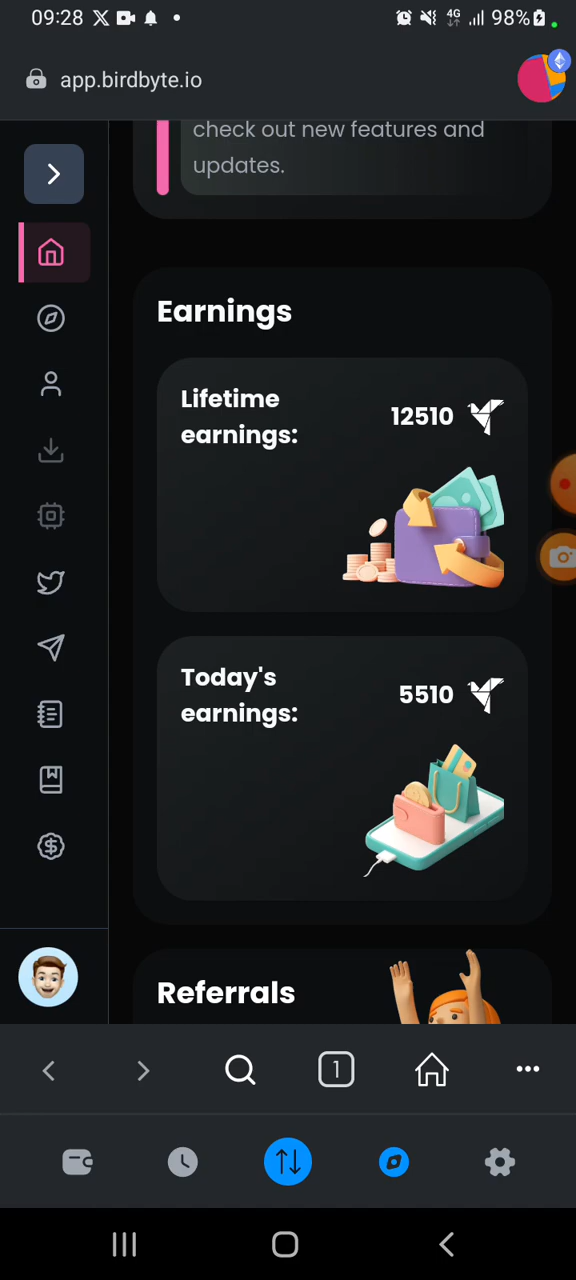 09:28
4G
98%
app.birdbyte.io
check out new features and
updates.
Earnings
Lifetime
earnings:
12510
Today's
earnings:
5510
Referrals
1